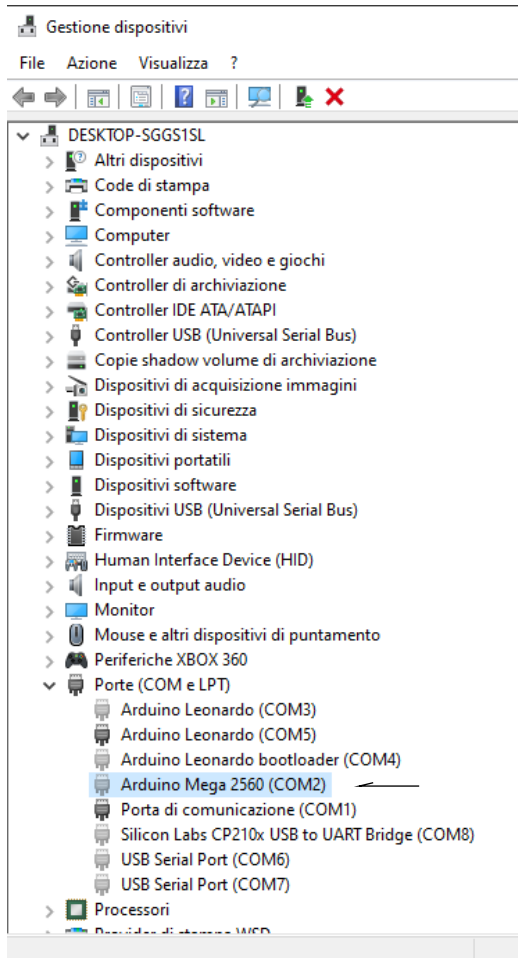 Gestione dispositivi
File Azione Visualizza ?
DESKTOP-SGGS1SL
Altri dispositivi
Code di stampa
Componenti software
Computer
Controller audio, video e giochi
Controller di archiviazione
Controller IDE ATA/ATAPI
Controller USB (Universal Serial Bus)
Copie shadow volume di archiviazione
Dispositivi di acquisizione immagini
Dispositivi di sicurezza
Dispositivi di sistema
Dispositivi portatili
Dispositivi software
Dispositivi USB (Universal Serial Bus)
Firmware
Human Interface Device (HID)
Input e output audio
Monitor
Mouse e altri dispositivi di puntamento
Periferiche XBOX 360
Porte (COM e LPT)
Arduino Leonardo (COM3)
Arduino Leonardo (COM5)
Arduino Leonardo bootloader (COM4)
Arduino Mega 2560 (COM2)
Porta di comunicazione (COM1)
Silicon Labs CP210x USB to UART Bridge (COM8)
USB Serial Port (COM6)
USB Serial Port (COM7)
Processori
Provider di stampa WSD